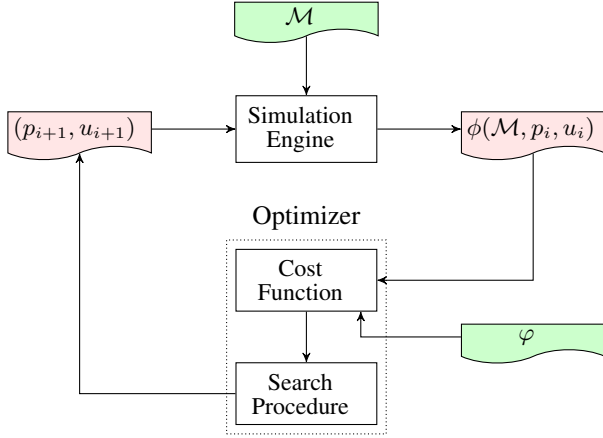 ℳ
(p_{i+1}, u_{i+1})
Simulation
Engine
ϕ(ℳ, p_i, u_i)
Optimizer
Cost
Function
φ
Search
Procedure